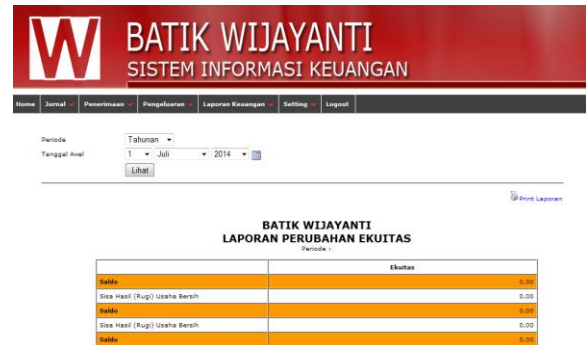 W
BATIK WIJAYANTI
SISTEM INFORMASI KEUANGAN
Home Jurnal Penerimaan Pengeluaran Laporan Keuangan Setting Logout
Periode Tahunan
Tanggal Awal 1 Juli 2014
Lihat
Print Laporan
BATIK WIJAYANTI
LAPORAN PERUBAHAN EKUITAS
Periode :
Ekuitas
Saldo 0.00
Sisa Hasil (Rugi) Usaha Bersih 0.00
Saldo 0.00
Sisa Hasil (Rugi) Usaha Bersih 0.00
Saldo 0.00